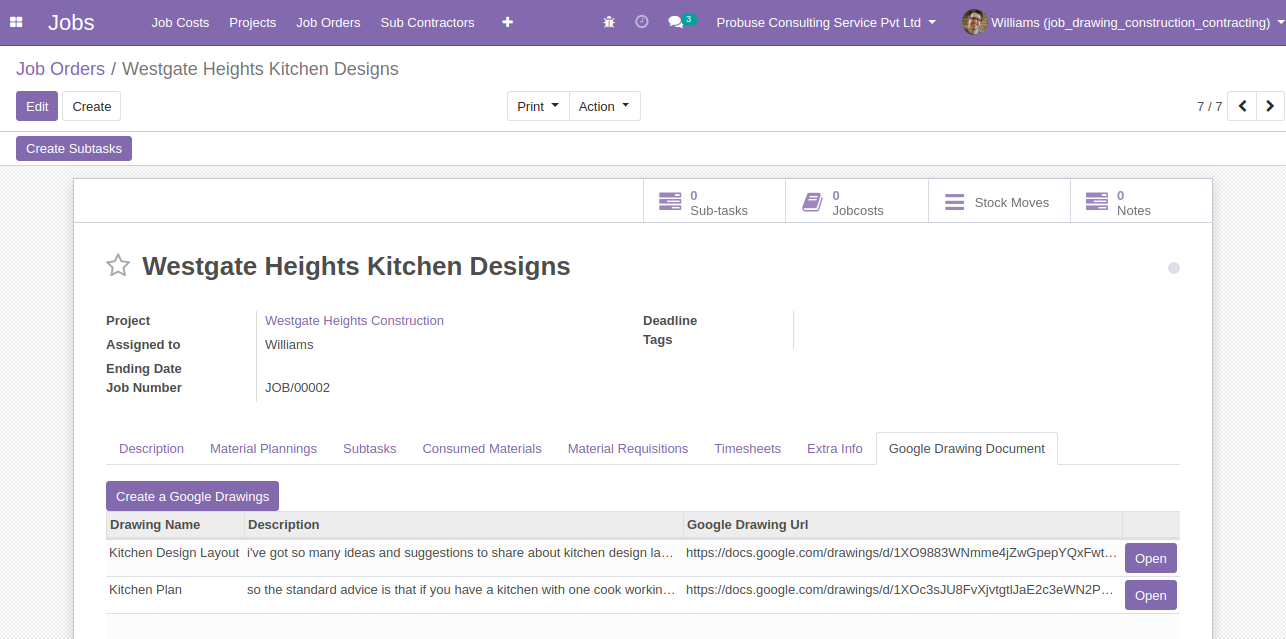 Jobs Job Costs Projects Job Orders Sub Contractors 3 Probuse Consulting Service Pvt Ltd Williams (job_drawing_construction_contracting)
Job Orders / Westgate Heights Kitchen Designs
Edit Create Print Action 7 / 7
Create Subtasks
0 Sub-tasks
0 Jobcosts
Stock Moves
0 Notes
Westgate Heights Kitchen Designs
Project Westgate Heights Construction
Assigned to Williams
Ending Date
Job Number JOB/00002
Deadline
Tags
Description Material Plannings Subtasks Consumed Materials Material Requisitions Timesheets Extra Info Google Drawing Document
Create a Google Drawings
Drawing Name Description Google Drawing Url
Kitchen Design Layout i've got so many ideas and suggestions to share about kitchen design la… https://docs.google.com/drawings/d/1XO9883WNmme4jZwGpepYQxFwt… Open
Kitchen Plan so the standard advice is that if you have a kitchen with one cook workin… https://docs.google.com/drawings/d/1XOc3sJU8FvXjvtgtlJaE2c3eWN2P… Open